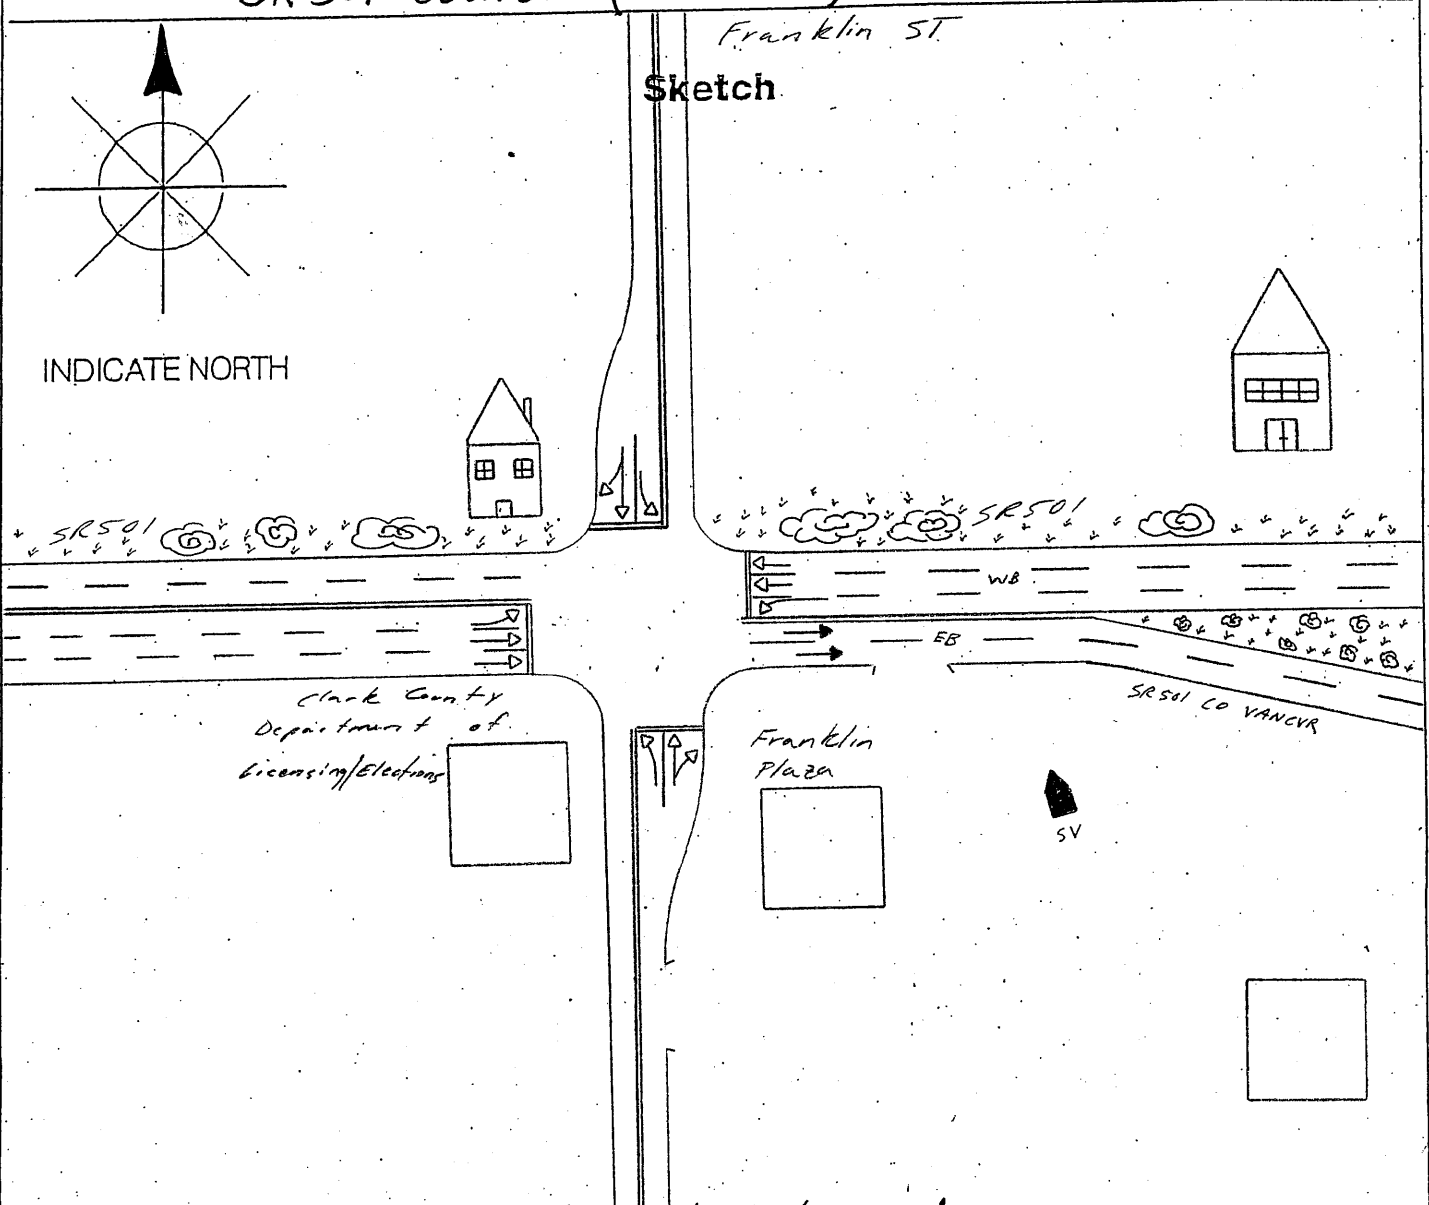 Franklin ST
Sketch
INDICATE NORTH
SR501
SR501
WB
EB
Clark County
Department of
Licensing/Elections
SR501 CO VANCVR
Franklin
Plaza
SV